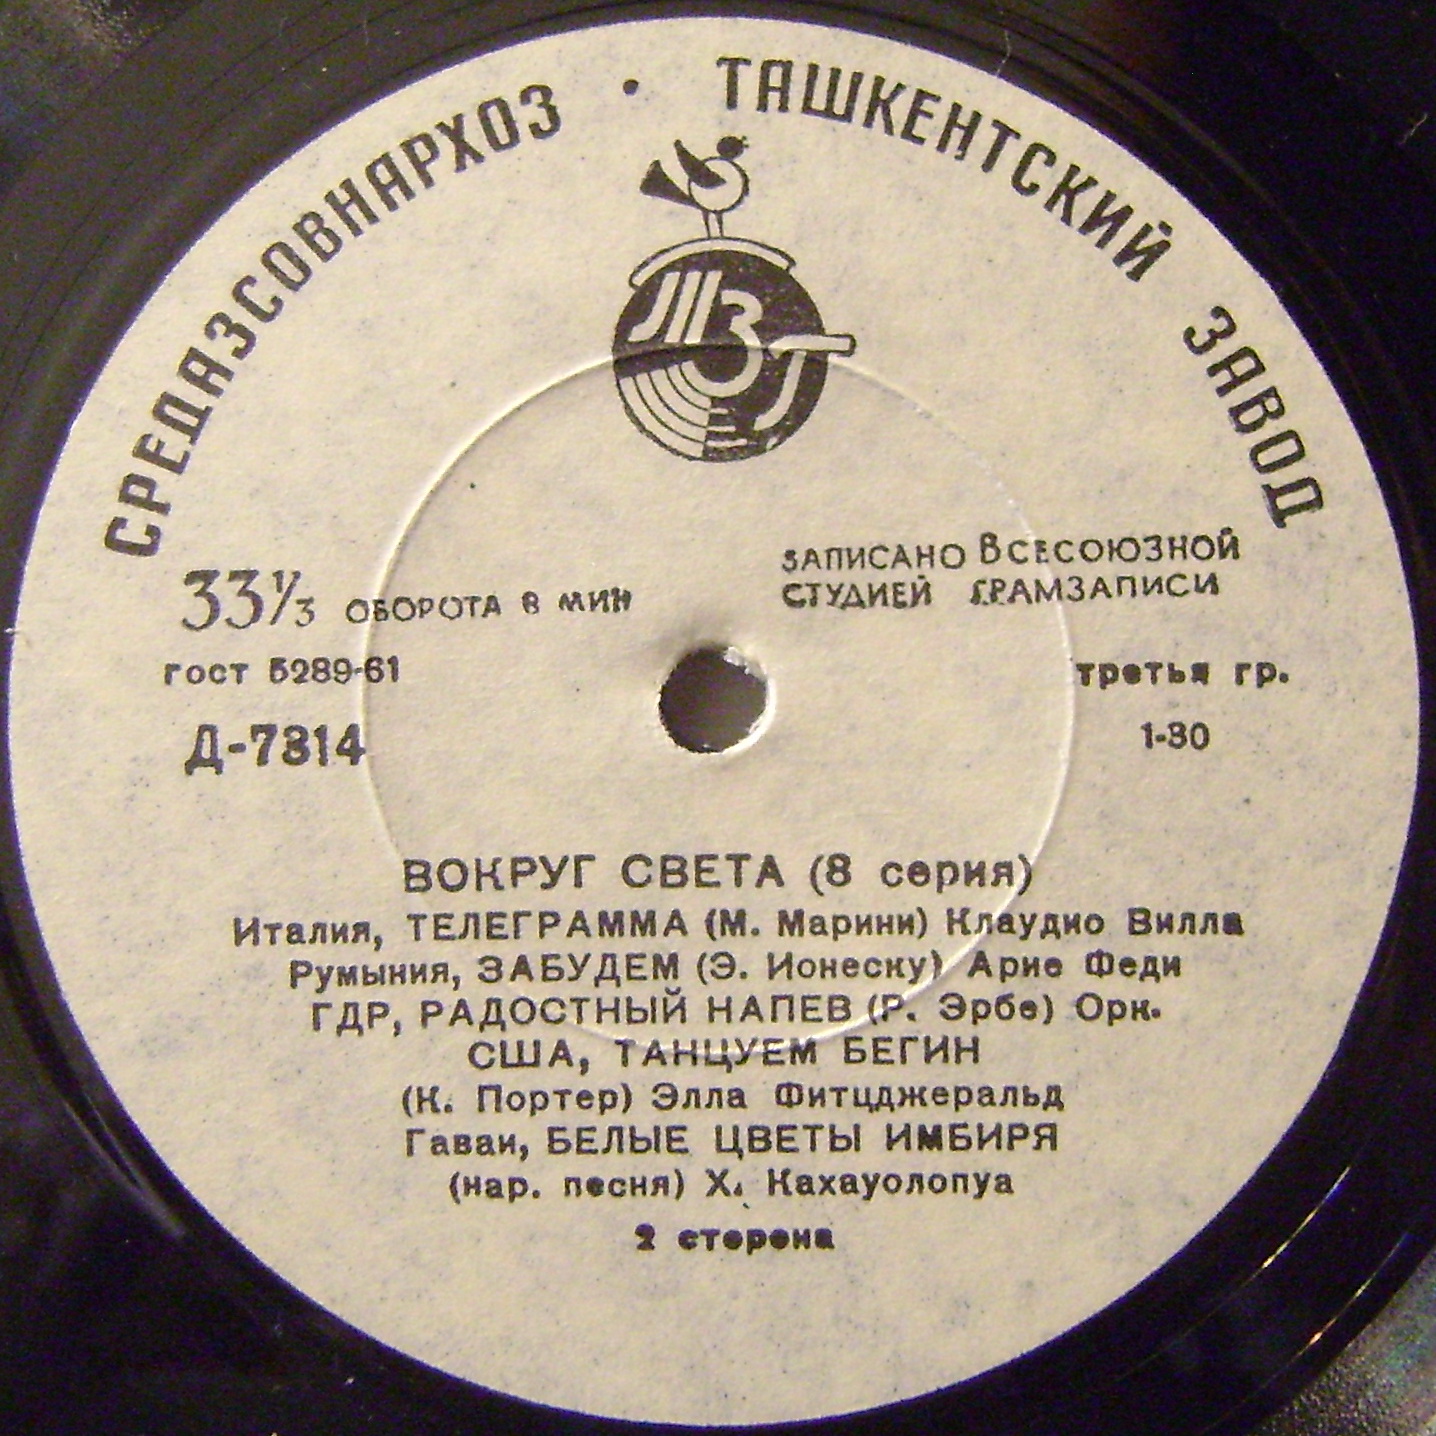 СРЕДАЗСОВНАРХОЗ · ТАШКЕНТСКИЙ ЗАВОД
ТЗГ
33⅓ ОБОРОТА В МИН
ЗАПИСАНО ВСЕСОЮЗНОЙ
СТУДИЕЙ ГРАМЗАПИСИ
гост 5289-61
третья гр.
Д-7314
1-30
ВОКРУГ СВЕТА (8 серия)
Италия, ТЕЛЕГРАММА (М. Марини) Клаудио Вилла
Румыния, ЗАБУДЕМ (Э. Ионеску) Арие Феди
ГДР, РАДОСТНЫЙ НАПЕВ (Р. Эрбе) Орк.
США, ТАНЦУЕМ БЕГИН
(К. Портер) Элла Фитцджеральд
Гаваи, БЕЛЫЕ ЦВЕТЫ ИМБИРЯ
(нар. песня) Х. Кахауолопуа
2 сторона